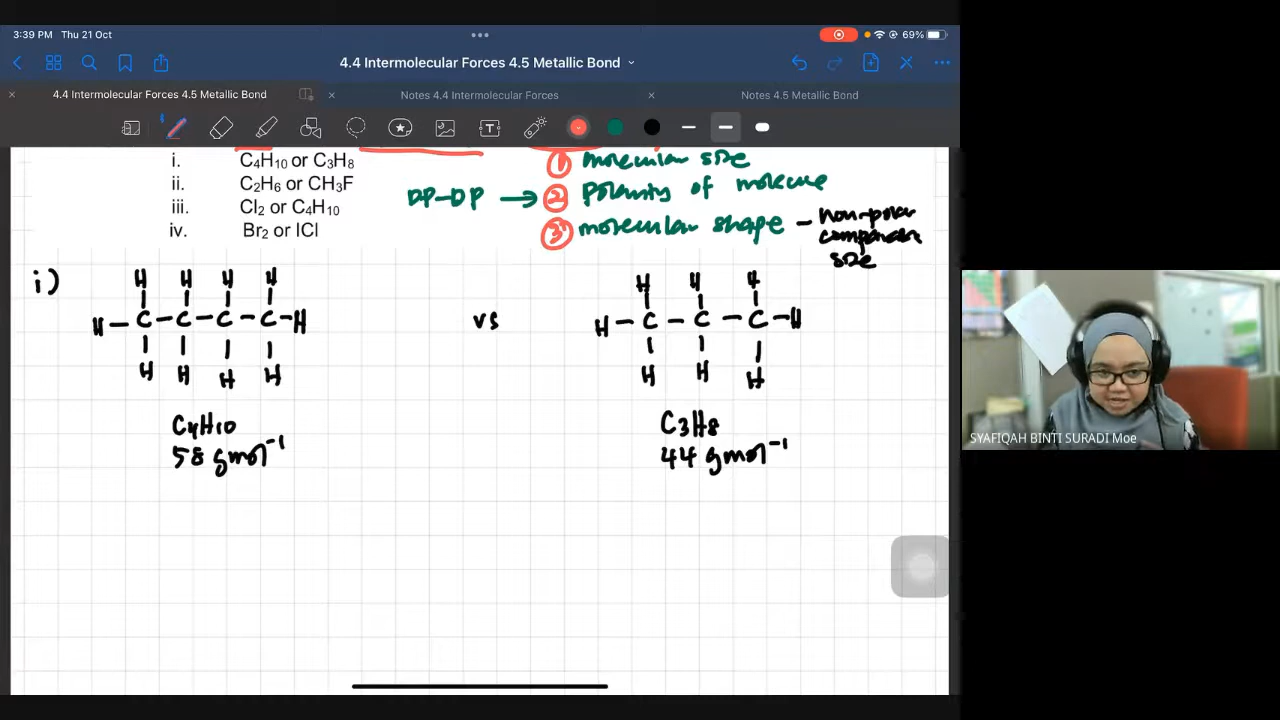 3:39 PM Thu 21 Oct
69%
4.4 Intermolecular Forces 4.5 Metallic Bond
4.4 Intermolecular Forces 4.5 Metallic Bond
Notes 4.4 Intermolecular Forces
Notes 4.5 Metallic Bond
i. C4H10 or C3H8
ii. C2H6 or CH3F
iii. Cl2 or C4H10
iv. Br2 or ICl
① molecular size
DP-DP → ② Polarity of molecule
③ molecular shape - non-polar
comparable
size
i)
H H H H
H-C-C-C-C-H
H H H H
C4H10
58 gmol⁻¹
vs
H H H
H-C-C-C-H
H H H
C3H8
44 gmol⁻¹
SYAFIQAH BINTI SURADI Moe